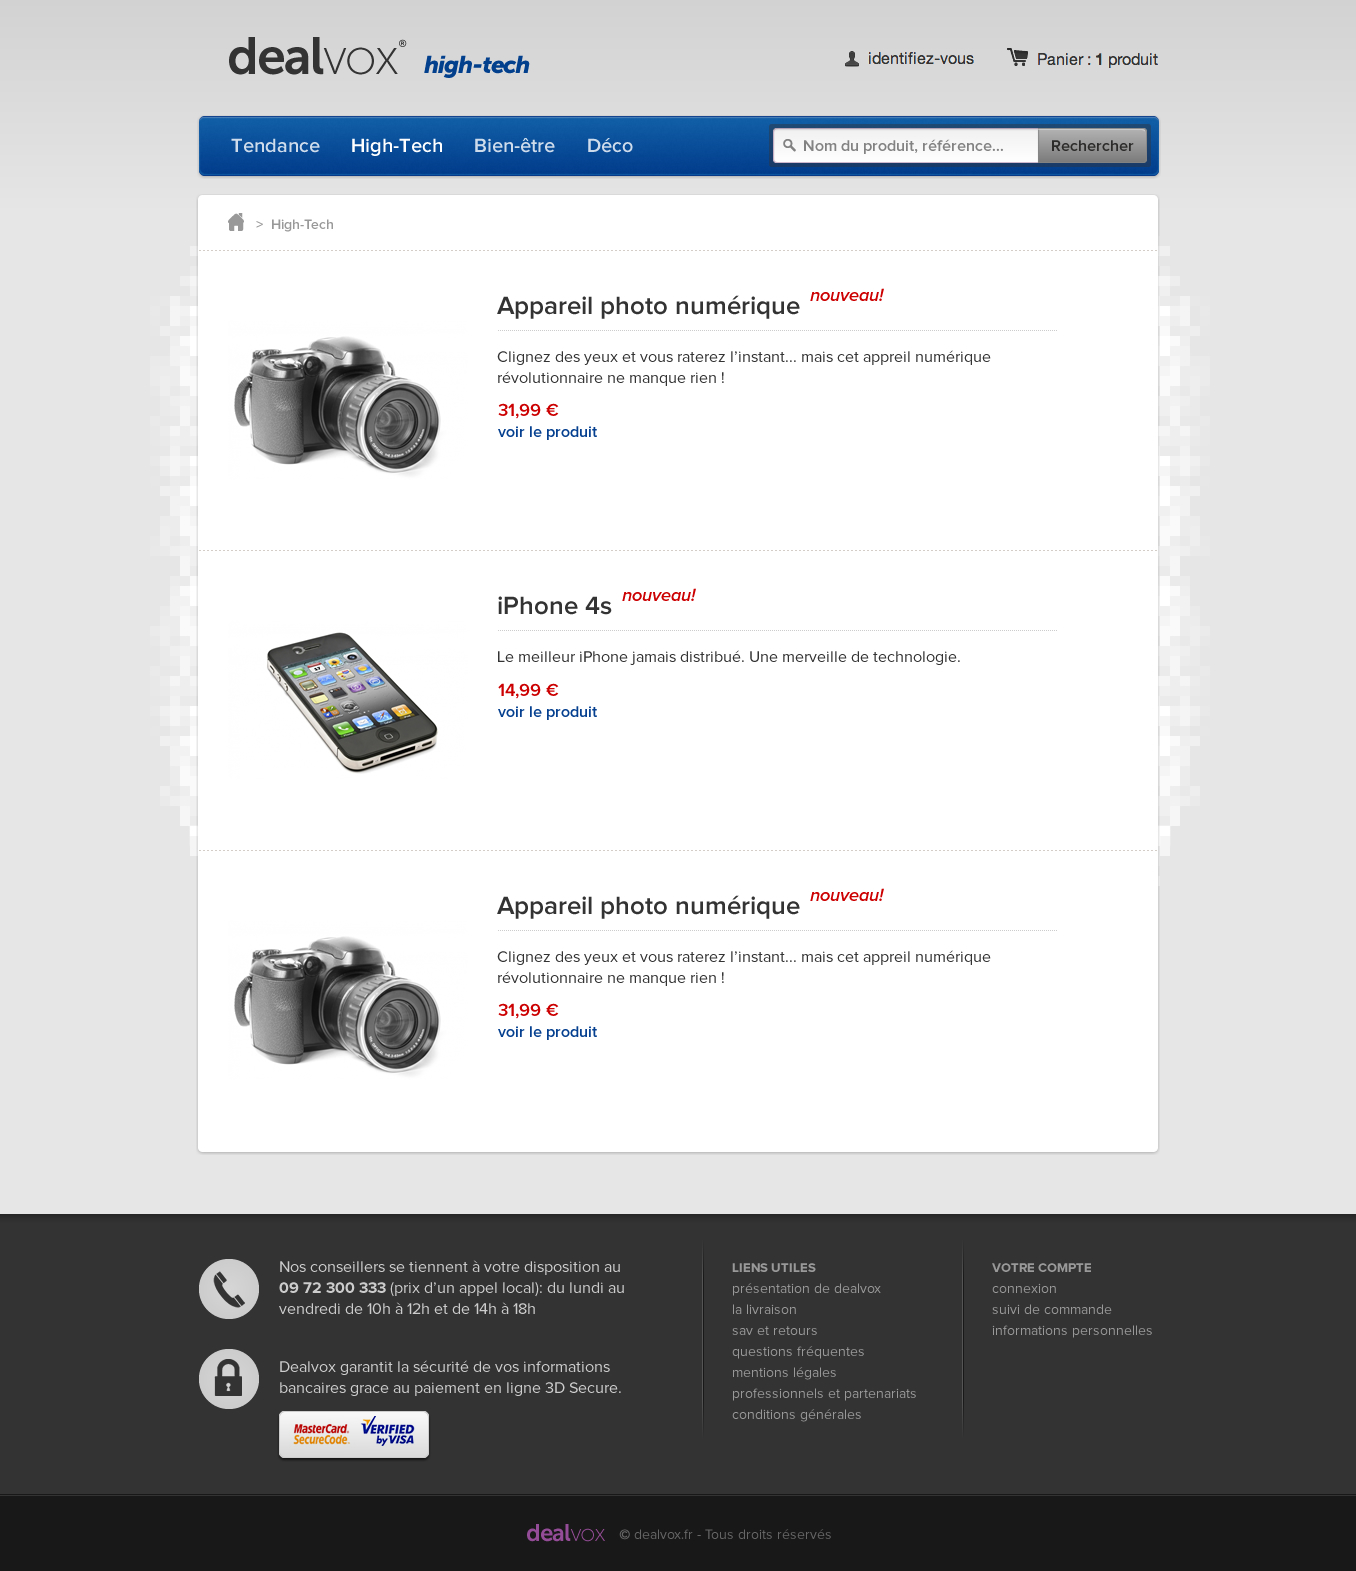 dealvox®
high-tech
identifiez-vous
Panier : 1 produit
Tendance High-Tech Bien-être Déco
Nom du produit, référence...
Rechercher
> High-Tech
Appareil photo numérique nouveau!
Clignez des yeux et vous raterez l’instant... mais cet appreil numérique
révolutionnaire ne manque rien !
31,99 €
voir le produit
iPhone 4s nouveau!
Le meilleur iPhone jamais distribué. Une merveille de technologie.
14,99 €
voir le produit
Appareil photo numérique nouveau!
Clignez des yeux et vous raterez l’instant... mais cet appreil numérique
révolutionnaire ne manque rien !
31,99 €
voir le produit
Nos conseillers se tiennent à votre disposition au
09 72 300 333 (prix d’un appel local): du lundi au
vendredi de 10h à 12h et de 14h à 18h
Dealvox garantit la sécurité de vos informations
bancaires grace au paiement en ligne 3D Secure.
MasterCard.
SecureCode.
VERIFIED
by VISA
LIENS UTILES
présentation de dealvox
la livraison
sav et retours
questions fréquentes
mentions légales
professionnels et partenariats
conditions générales
VOTRE COMPTE
connexion
suivi de commande
informations personnelles
dealvox © dealvox.fr - Tous droits réservés